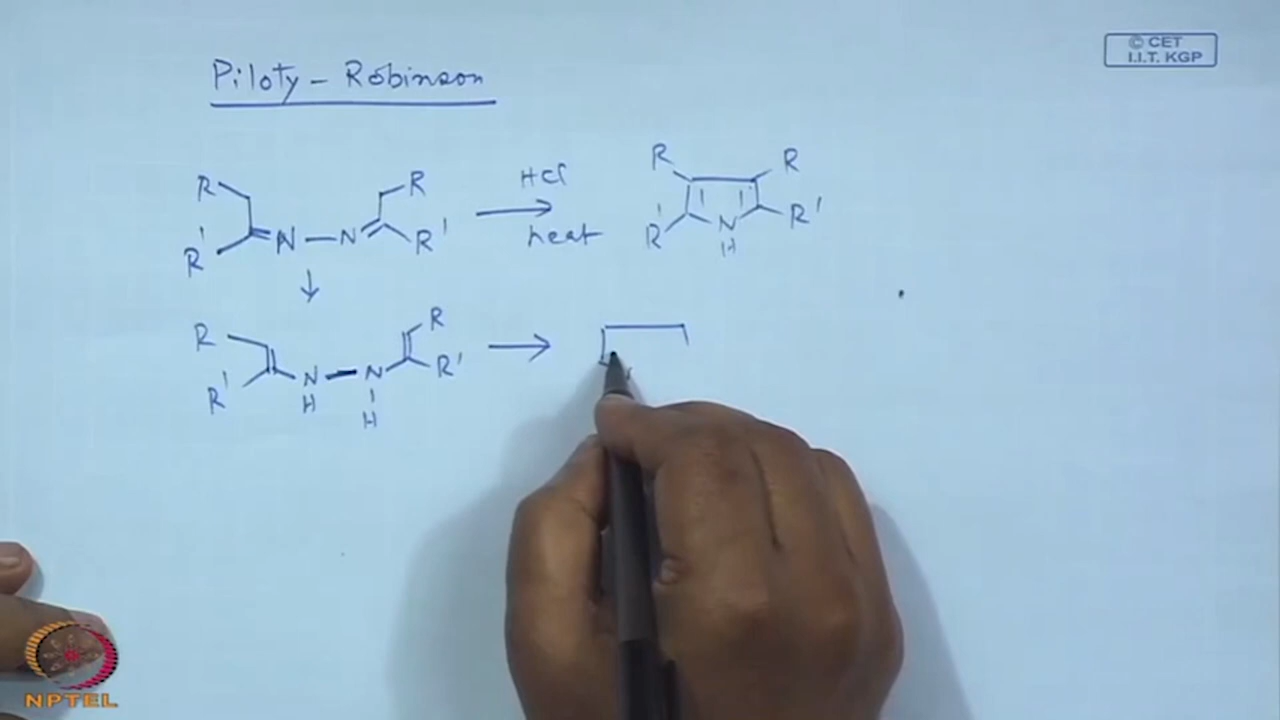 © CET
I.I.T. KGP
Piloty - Robinson
R R HCl R R
R' N N R' heat R' N R'
H
R R
R' N N R'
H H
NPTEL